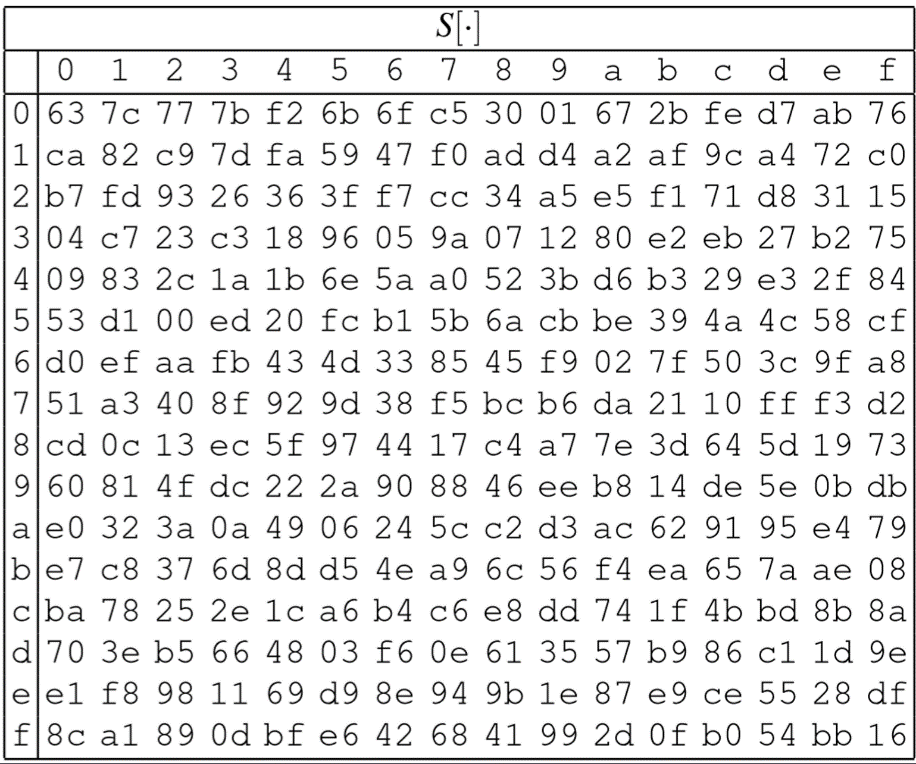 S[·]
0 1 2 3 4 5 6 7 8 9 a b c d e f
0 63 7c 77 7b f2 6b 6f c5 30 01 67 2b fe d7 ab 76
1 ca 82 c9 7d fa 59 47 f0 ad d4 a2 af 9c a4 72 c0
2 b7 fd 93 26 36 3f f7 cc 34 a5 e5 f1 71 d8 31 15
3 04 c7 23 c3 18 96 05 9a 07 12 80 e2 eb 27 b2 75
4 09 83 2c 1a 1b 6e 5a a0 52 3b d6 b3 29 e3 2f 84
5 53 d1 00 ed 20 fc b1 5b 6a cb be 39 4a 4c 58 cf
6 d0 ef aa fb 43 4d 33 85 45 f9 02 7f 50 3c 9f a8
7 51 a3 40 8f 92 9d 38 f5 bc b6 da 21 10 ff f3 d2
8 cd 0c 13 ec 5f 97 44 17 c4 a7 7e 3d 64 5d 19 73
9 60 81 4f dc 22 2a 90 88 46 ee b8 14 de 5e 0b db
a e0 32 3a 0a 49 06 24 5c c2 d3 ac 62 91 95 e4 79
b e7 c8 37 6d 8d d5 4e a9 6c 56 f4 ea 65 7a ae 08
c ba 78 25 2e 1c a6 b4 c6 e8 dd 74 1f 4b bd 8b 8a
d 70 3e b5 66 48 03 f6 0e 61 35 57 b9 86 c1 1d 9e
e e1 f8 98 11 69 d9 8e 94 9b 1e 87 e9 ce 55 28 df
f 8c a1 89 0d bf e6 42 68 41 99 2d 0f b0 54 bb 16